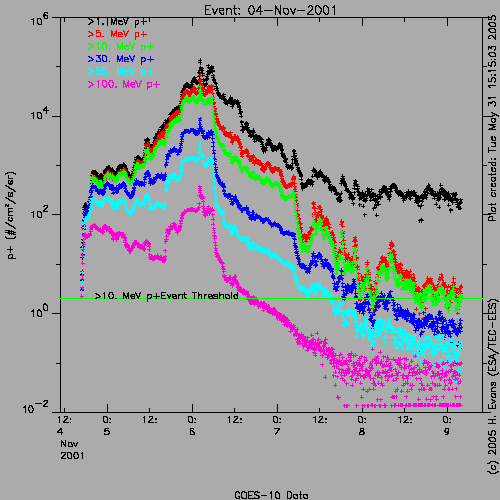 Event: 04-Nov-2001
>1. MeV p+
>5. MeV p+
>10. MeV p+
>30. MeV p+
MeV p+
>100. MeV p+
10^6
10^4
10^2
10^0
10^-2
p+ (#/cm²/s/sr)
>10. MeV p+Event Threshold
12: 0: 12: 0: 12: 0: 12: 0: 12: 0:
4 5 6 7 8 9
Nov
2001
GOES-10 Data
Plot created: Tue May 31 15:15:03 2005
(c) 2005 H. Evans (ESA/TEC-EES)